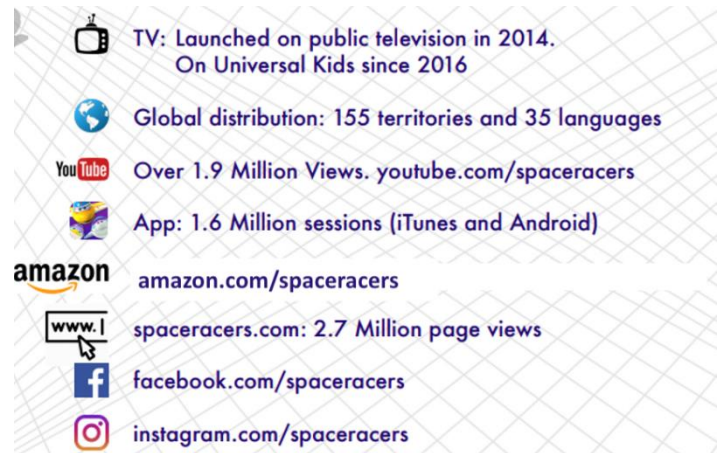 TV: Launched on public television in 2014.
On Universal Kids since 2016
Global distribution: 155 territories and 35 languages
YouTube Over 1.9 Million Views. youtube.com/spaceracers
App: 1.6 Million sessions (iTunes and Android)
amazon amazon.com/spaceracers
www. spaceracers.com: 2.7 Million page views
f facebook.com/spaceracers
instagram.com/spaceracers